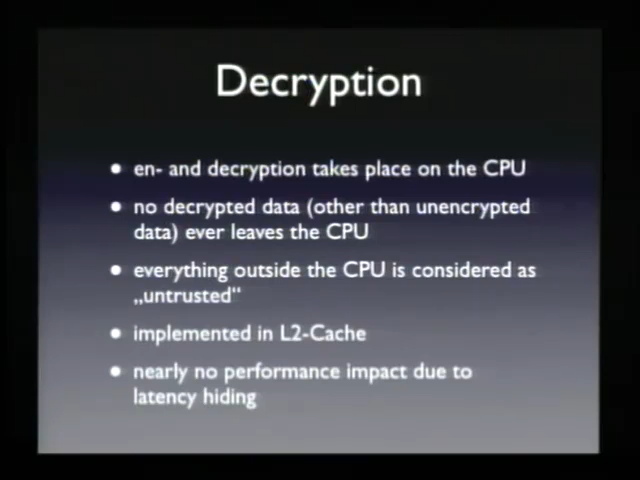 Decryption
• en- and decryption takes place on the CPU
• no decrypted data (other than unencrypted
data) ever leaves the CPU
• everything outside the CPU is considered as
„untrusted“
• implemented in L2-Cache
• nearly no performance impact due to
latency hiding